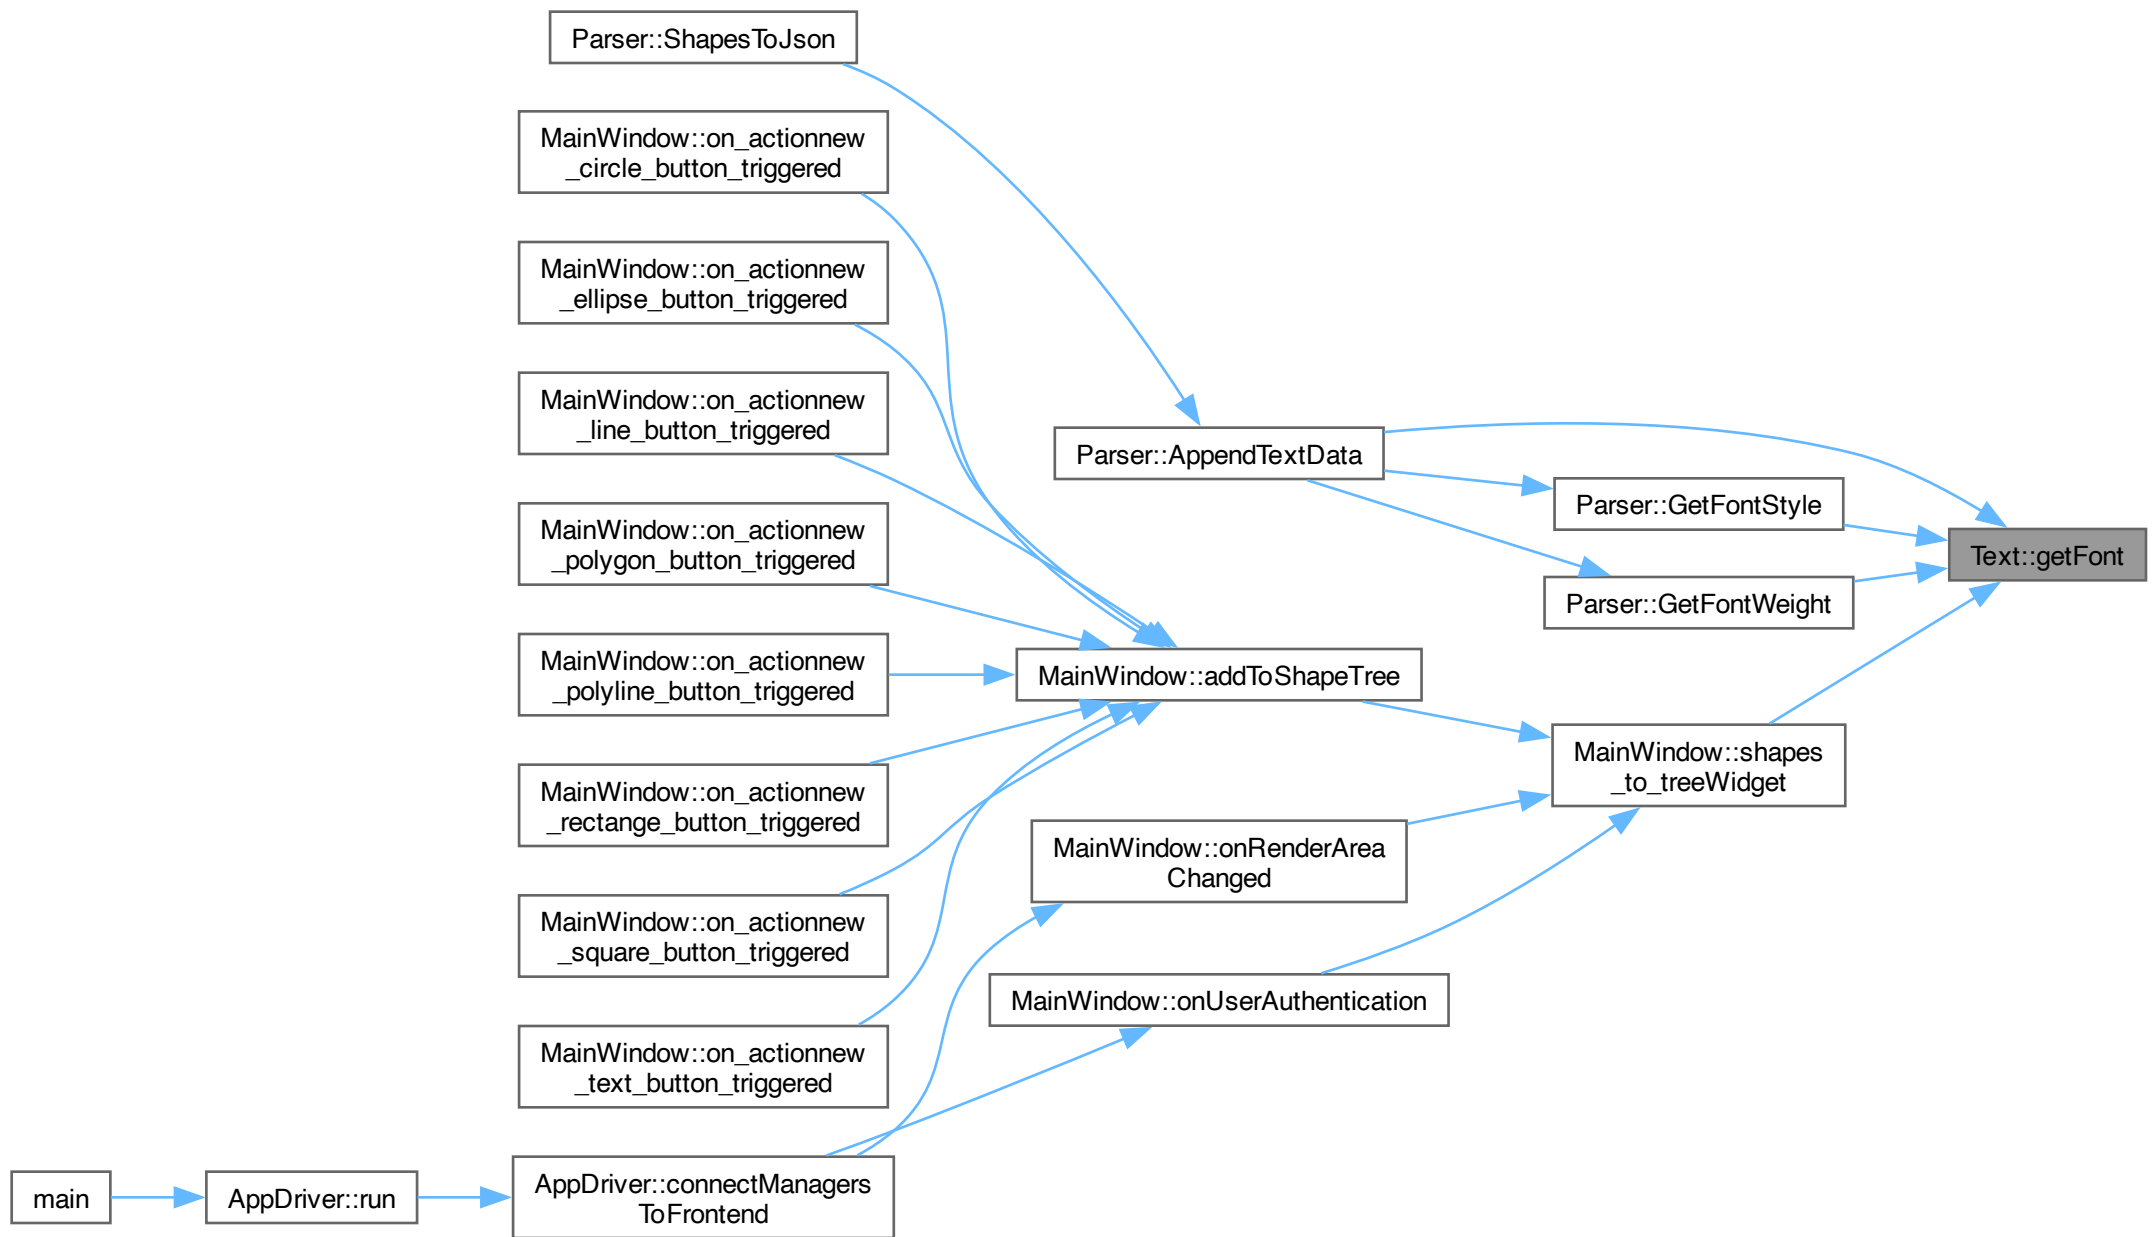 Parser::ShapesToJson
MainWindow::on_actionnew
_circle_button_triggered
MainWindow::on_actionnew
_ellipse_button_triggered
MainWindow::on_actionnew
_line_button_triggered
MainWindow::on_actionnew
_polygon_button_triggered
MainWindow::on_actionnew
_polyline_button_triggered
MainWindow::on_actionnew
_rectange_button_triggered
MainWindow::on_actionnew
_square_button_triggered
MainWindow::on_actionnew
_text_button_triggered
main
AppDriver::run
AppDriver::connectManagers
ToFrontend
Parser::AppendTextData
MainWindow::addToShapeTree
MainWindow::onRenderArea
Changed
MainWindow::onUserAuthentication
Parser::GetFontStyle
Parser::GetFontWeight
MainWindow::shapes
_to_treeWidget
Text::getFont